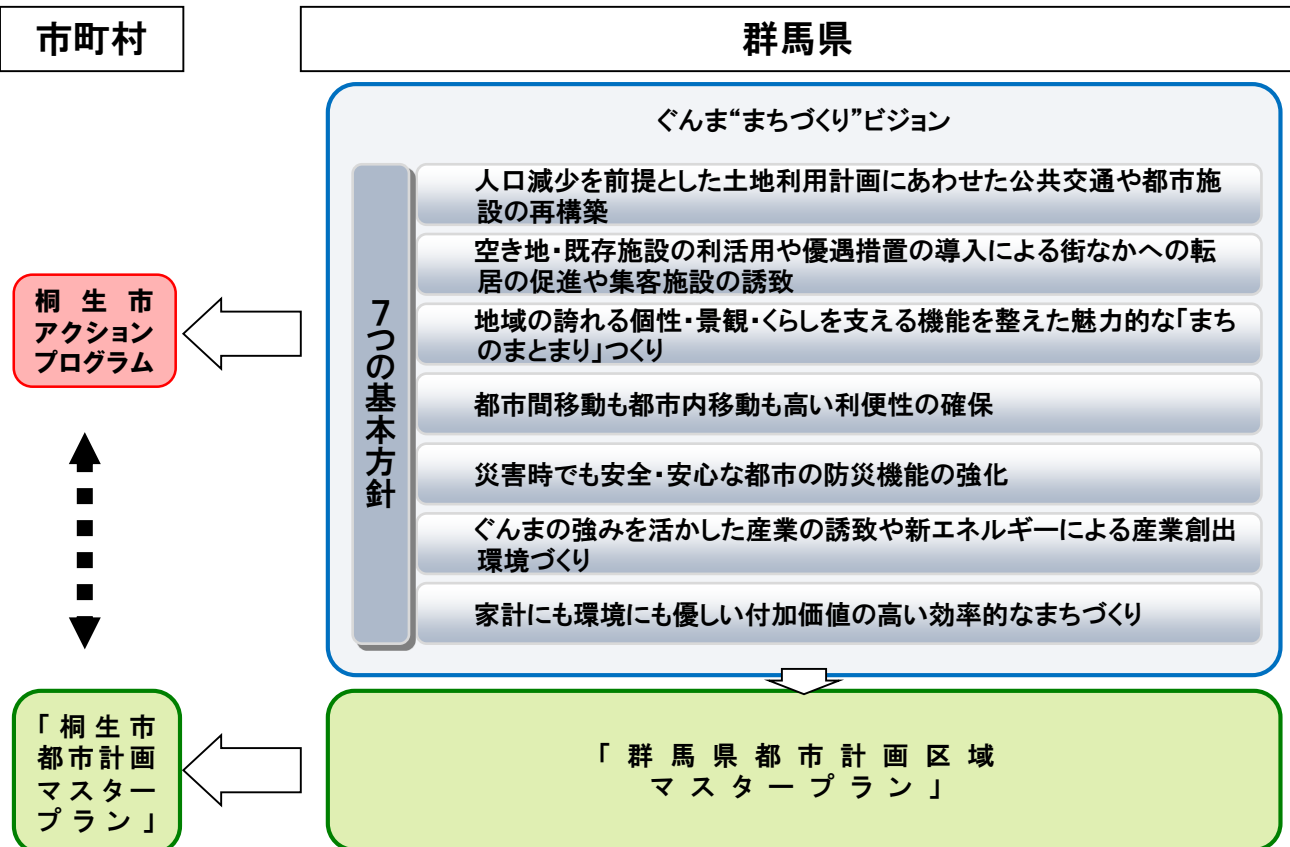 市町村
群馬県
ぐんま“まちづくり”ビジョン
7つの基本方針
人口減少を前提とした土地利用計画にあわせた公共交通や都市施
設の再構築
空き地・既存施設の利活用や優遇措置の導入による街なかへの転
居の促進や集客施設の誘致
地域の誇れる個性・景観・くらしを支える機能を整えた魅力的な「まち
のまとまり」つくり
都市間移動も都市内移動も高い利便性の確保
災害時でも安全・安心な都市の防災機能の強化
ぐんまの強みを活かした産業の誘致や新エネルギーによる産業創出
環境づくり
家計にも環境にも優しい付加価値の高い効率的なまちづくり
桐生市
アクション
プログラム
「桐生市
都市計画
マスター
プラン」
「群馬県都市計画区域
マスタープラン」